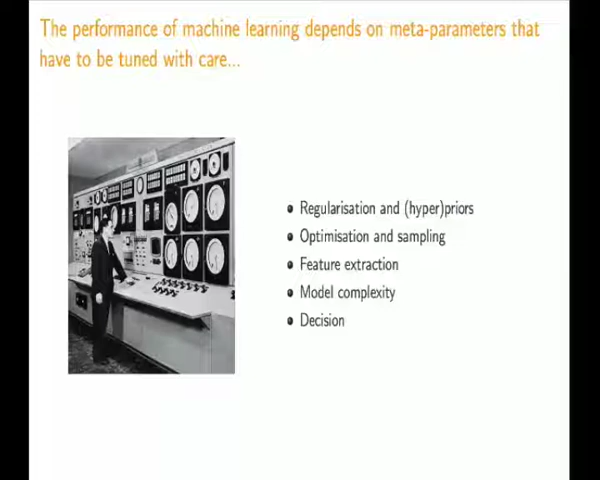 The performance of machine learning depends on meta-parameters that
have to be tuned with care...
Regularisation and (hyper)priors
Optimisation and sampling
Feature extraction
Model complexity
Decision